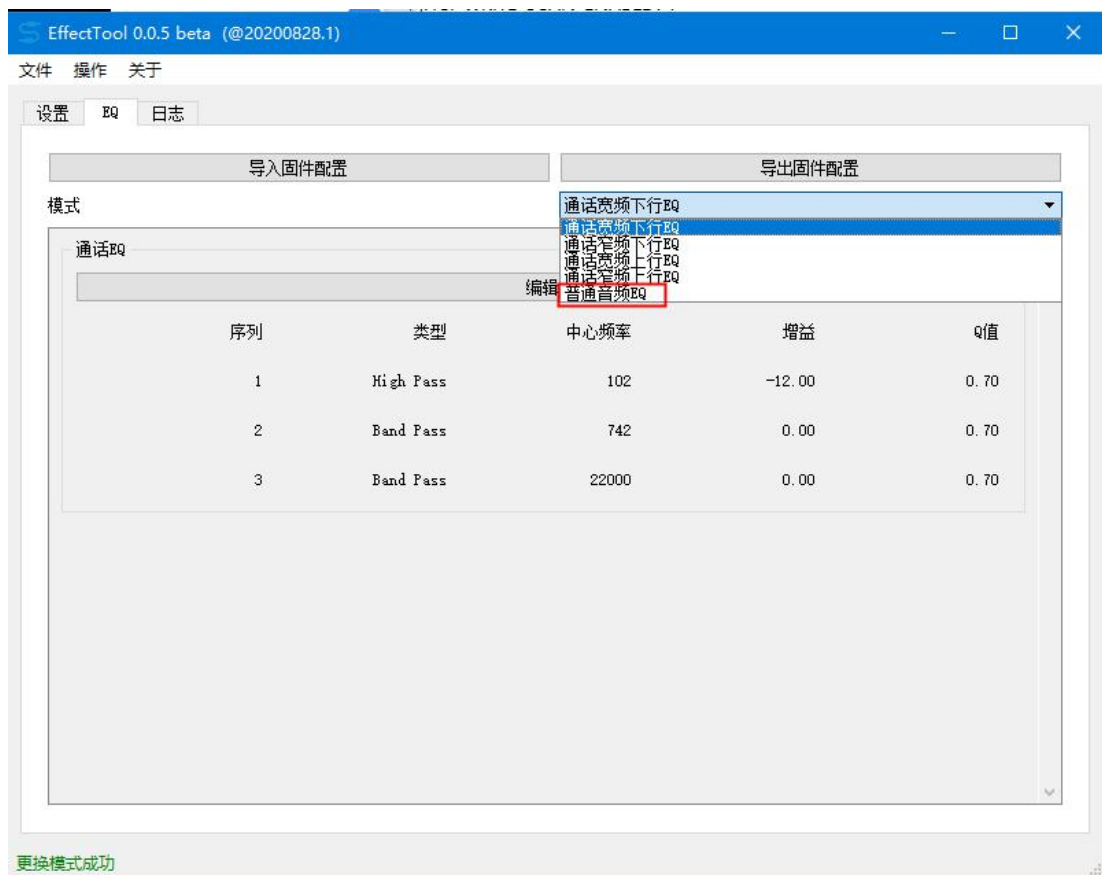 EffectTool 0.0.5 beta (@20200828.1)
文件 操作 关于
设置 EQ 日志
导入固件配置 导出固件配置
模式 通话宽频下行EQ
通话宽频下行EQ
通话EQ 通话窄频下行EQ
通话宽频上行EQ
通话窄频上行EQ
编辑 普通音频EQ
序列 类型 中心频率 增益 Q值
1 High Pass 102 -12.00 0.70
2 Band Pass 742 0.00 0.70
3 Band Pass 22000 0.00 0.70
更换模式成功